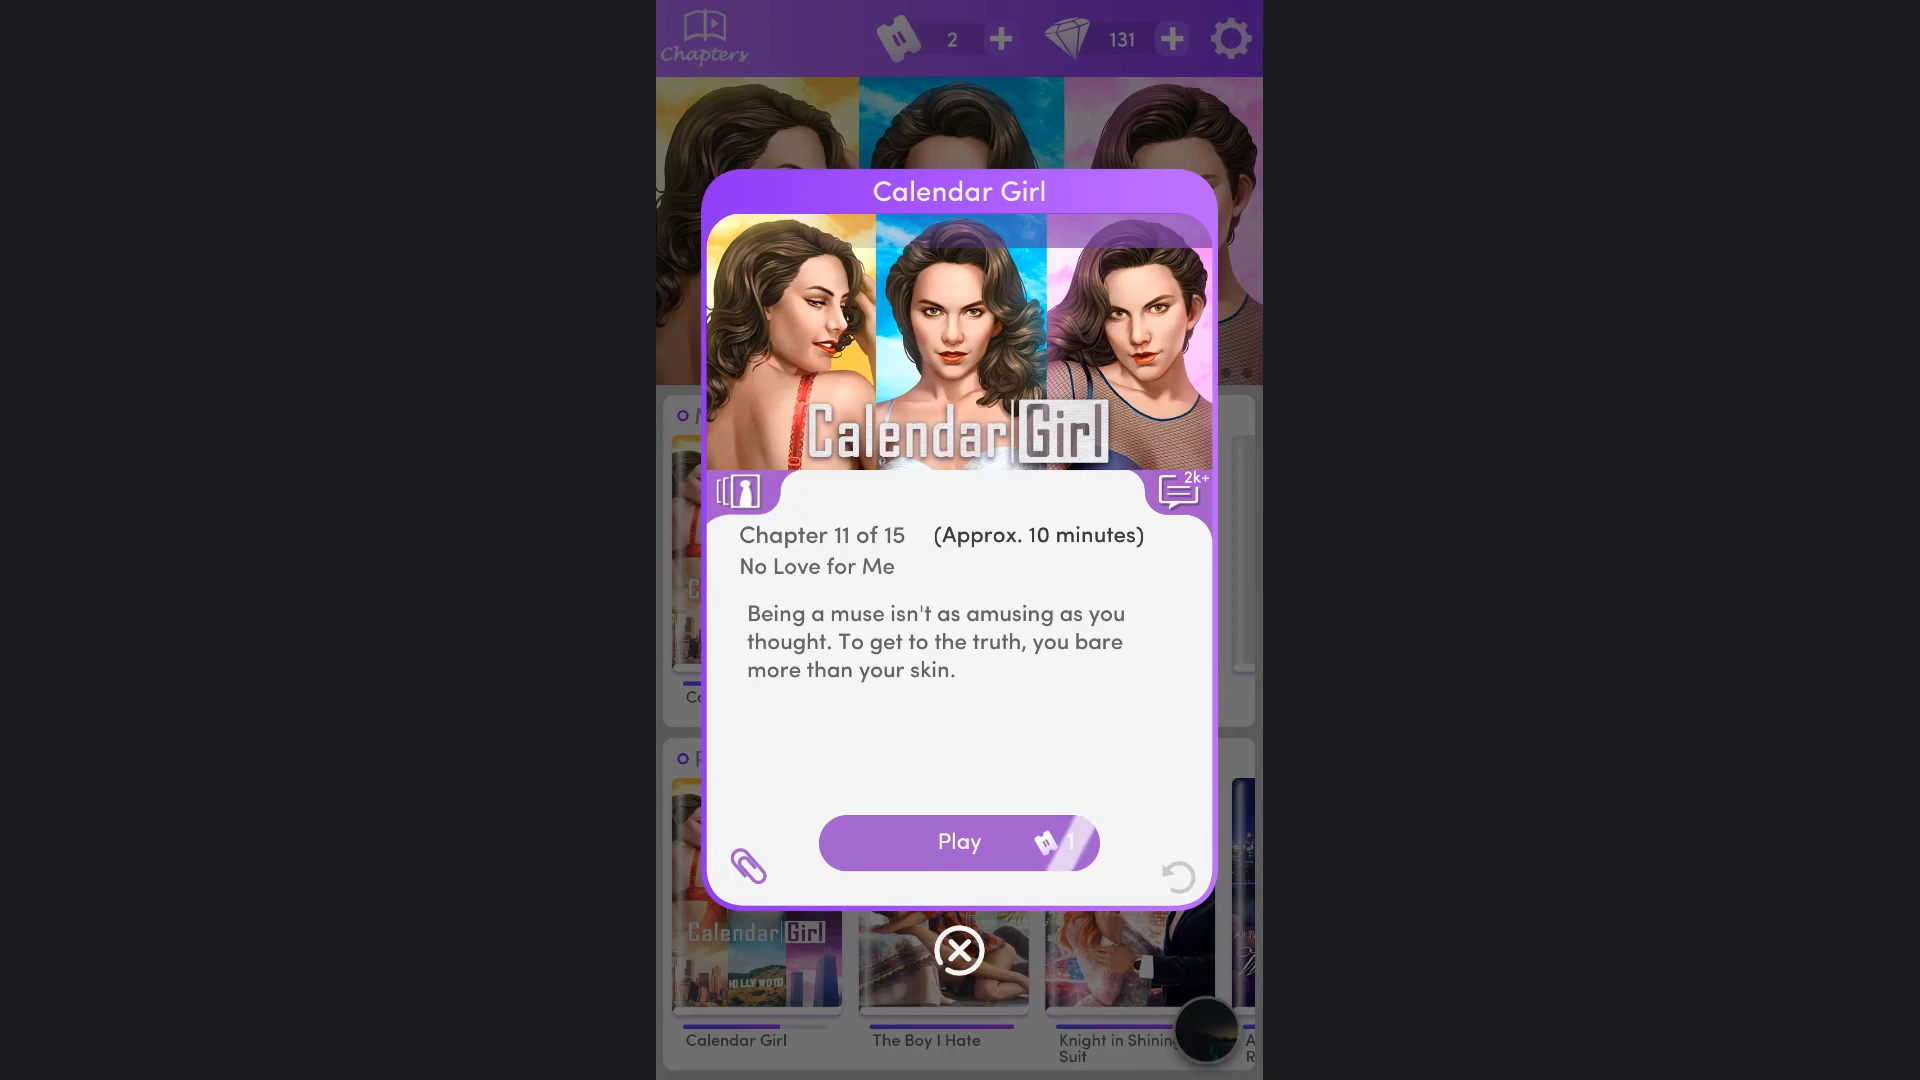 Chapters
2
131
Calendar Girl
Calendar Girl
2k+
Chapter 11 of 15 (Approx. 10 minutes)
No Love for Me
Being a muse isn't as amusing as you
thought. To get to the truth, you bare
more than your skin.
Play 1
Calendar Girl
HOLLYWOOD
Calendar Girl
The Boy I Hate
Knight in Shining
Suit